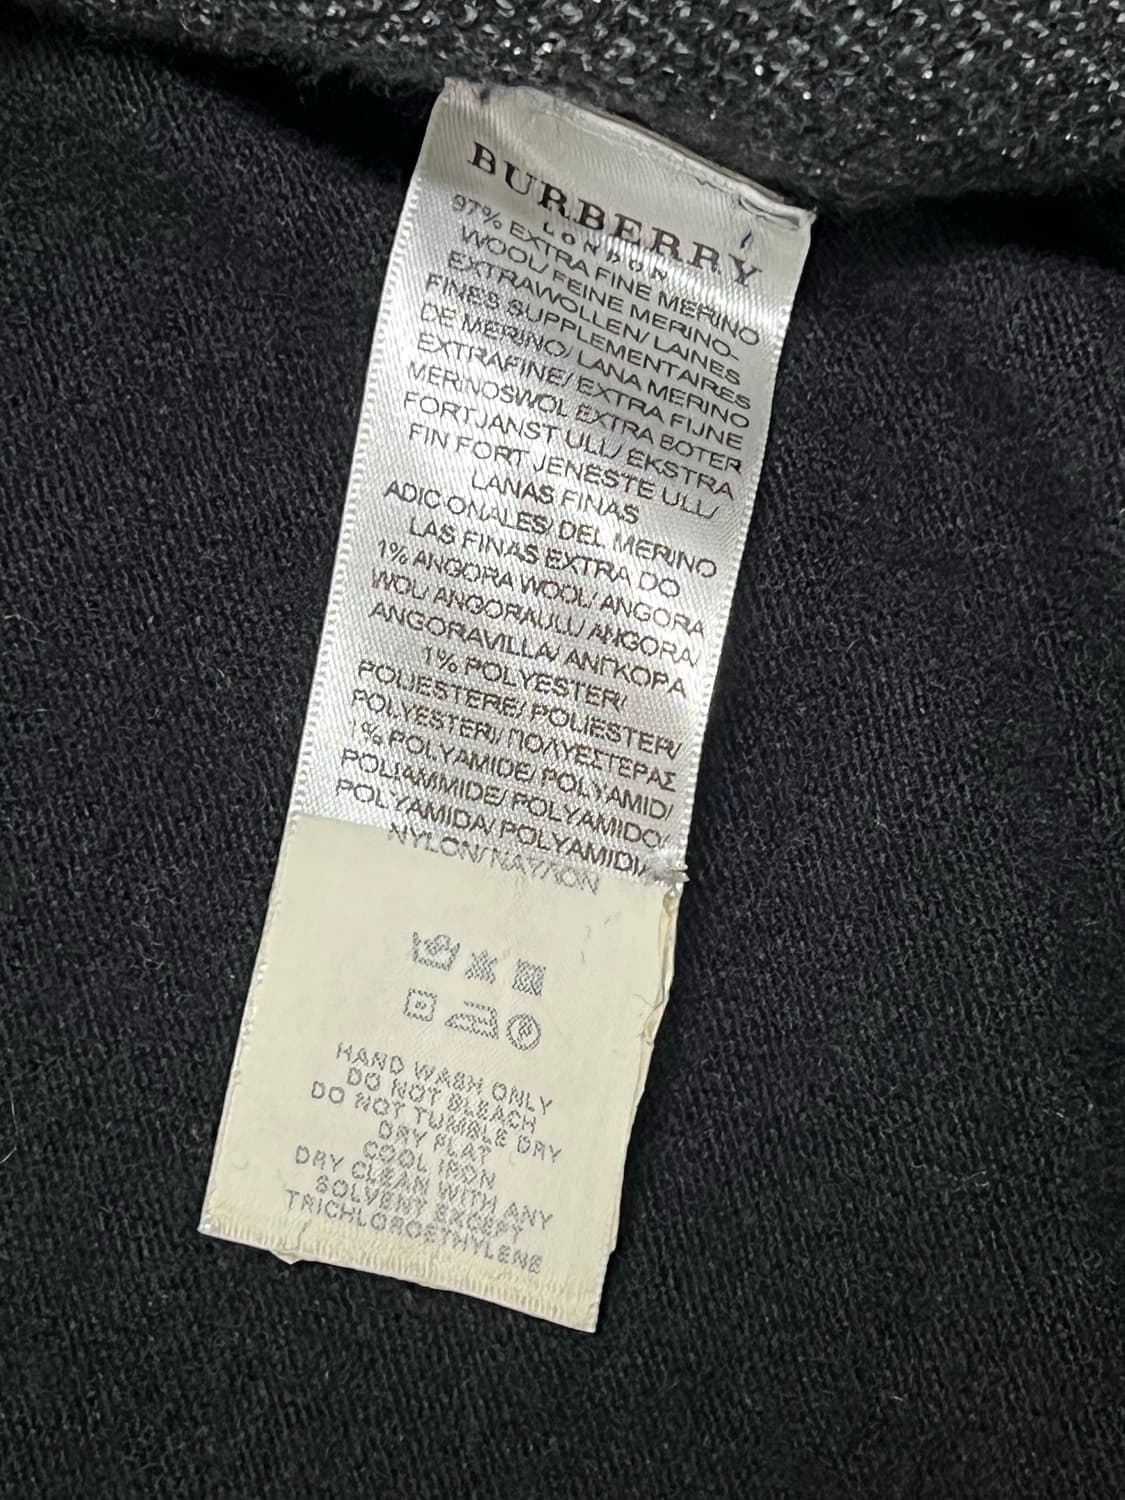 BURBERRY
LONDON
97% EXTRA FINE MERINO
WOOL/ FEINE MERINO-
EXTRAWOLLEN/ LAINES
FINES SUPPLEMENTAIRES
DE MERINO/ LANA MERINO
EXTRAFINE/ EXTRA FIJNE
MERINOSWOL EXTRA BOTER
FORTJANST ULL/ EKSTRA
FIN FORT JENESTE ULL/
LANAS FINAS
ADICIONALES/ DEL MERINO
LAS FINAS EXTRA DO
1% ANGORA WOOL/ ANGORA
WOL/ ANGORAULL/ ANGORA/
ANGORAVILLA/ ΑΝΓΚΟΡΑ
1% POLYESTER/
POLIESTERE/ POLIESTER/
POLYESTERI/ ΠΟΛΥΕΣΤΕΡΑΣ
1% POLYAMIDE/ POLYAMID/
POLIAMMIDE/ POLYAMIDO/
POLYAMIDA/ POLYAMIDI/
NYLON/ ΝΑΥΛΟΝ
P
HAND WASH ONLY
DO NOT BLEACH
DO NOT TUMBLE DRY
DRY FLAT
COOL IRON
DRY CLEAN WITH ANY
SOLVENT EXCEPT
TRICHLOROETHYLENE